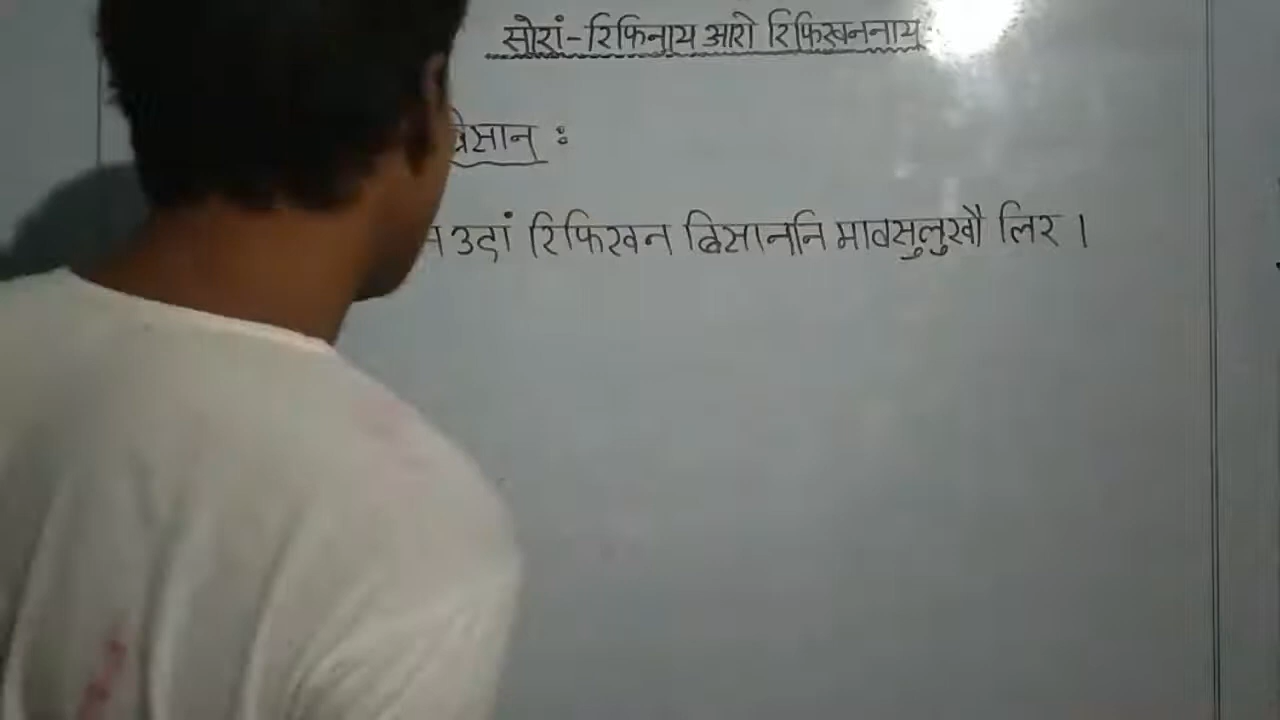 सोरां-रिफिनाय आरो रिफिखननाय
उदां रिफिखन बिसाननि मावसुलुखौ लिर।